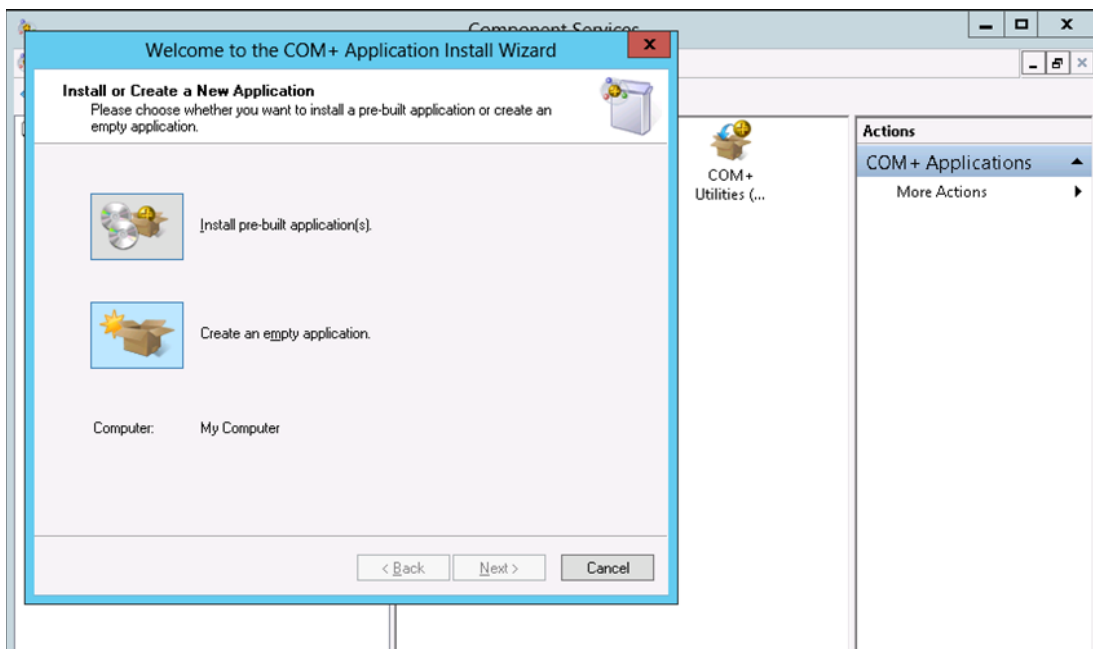 Component Services
Welcome to the COM+ Application Install Wizard
x
Install or Create a New Application
Please choose whether you want to install a pre-built application or create an
empty application.
Install pre-built application(s).
Create an empty application.
Computer: My Computer
< Back Next > Cancel
COM+
Utilities (...
Actions
COM+ Applications
More Actions